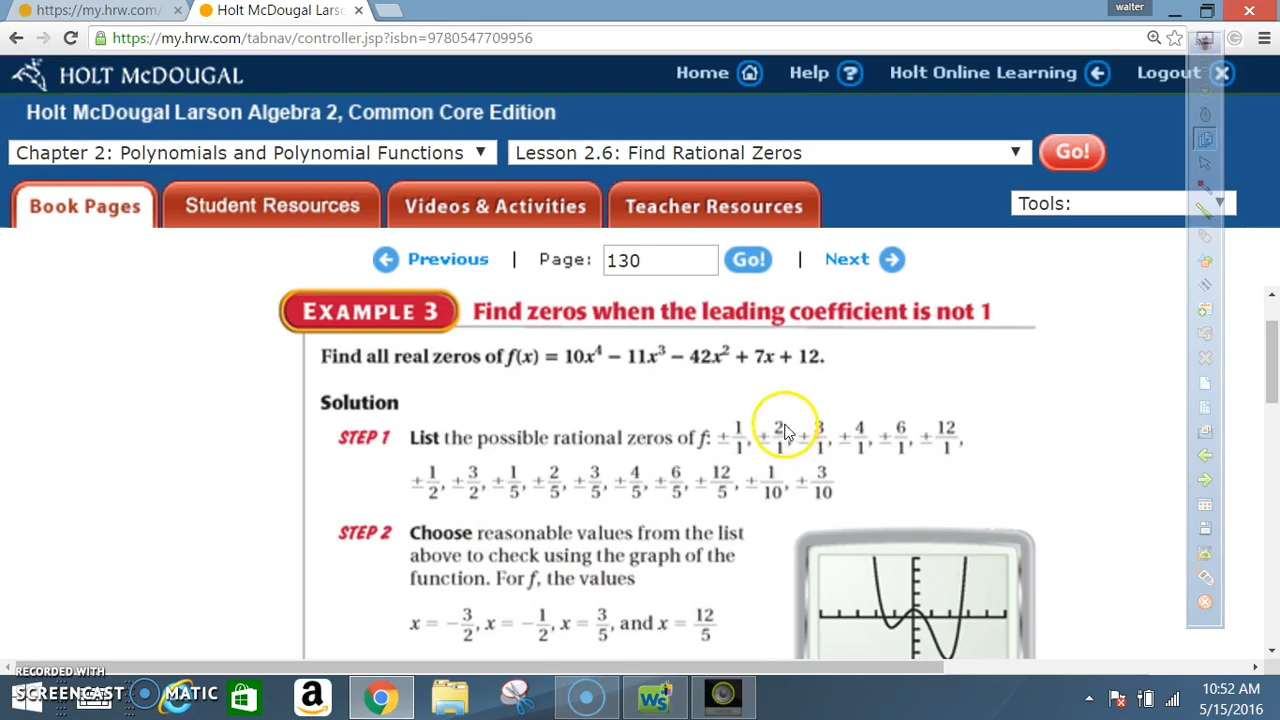 https://my.hrw.com/
Holt McDougal Lars
walter
https://my.hrw.com/tabnav/controller.jsp?isbn=9780547709956
HOLT McDOUGAL
Home
Help
Holt Online Learning
Logout
Holt McDougal Larson Algebra 2, Common Core Edition
Chapter 2: Polynomials and Polynomial Functions
Lesson 2.6: Find Rational Zeros
Go!
Book Pages
Student Resources
Videos & Activities
Teacher Resources
Tools:
Previous | Page: 130 Go! | Next
EXAMPLE 3 Find zeros when the leading coefficient is not 1
Find all real zeros of f(x) = 10x⁴ − 11x³ − 42x² + 7x + 12.
Solution
STEP 1 List the possible rational zeros of f: ± 1/1, ± 2/1, ± 3/1, ± 4/1, ± 6/1, ± 12/1,
± 1/2, ± 3/2, ± 1/5, ± 2/5, ± 3/5, ± 4/5, ± 6/5, ± 12/5, ± 1/10, ± 3/10
STEP 2 Choose reasonable values from the list
above to check using the graph of the
function. For f, the values
x = −3/2, x = −1/2, x = 3/5, and x = 12/5
RECORDED WITH
SCREENCAST MATIC
10:52 AM
5/15/2016